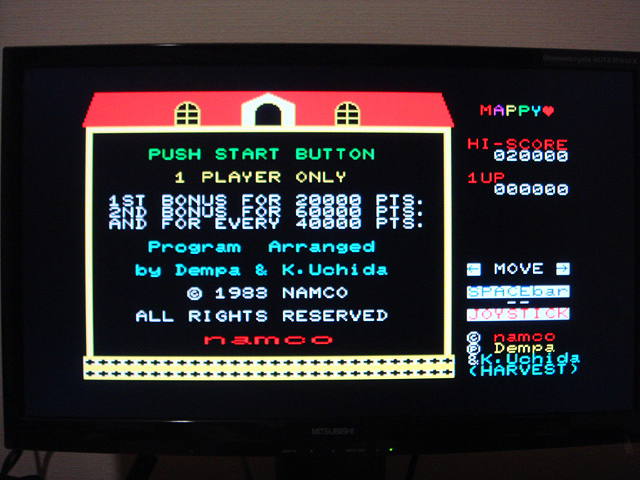 PUSH START BUTTON
1 PLAYER ONLY
1ST BONUS FOR 20000 PTS.
2ND BONUS FOR 60000 PTS.
AND FOR EVERY 40000 PTS.
Program Arranged
by Dempa & K.Uchida
© 1983 NAMCO
ALL RIGHTS RESERVED
namco
MAPPY♥
HI-SCORE
020000
1UP
000000
← MOVE →
SPACEbar
--
JOYSTICK
© namco
℗ Dempa
&K.Uchida
(HARVEST)
MITSUBISHI